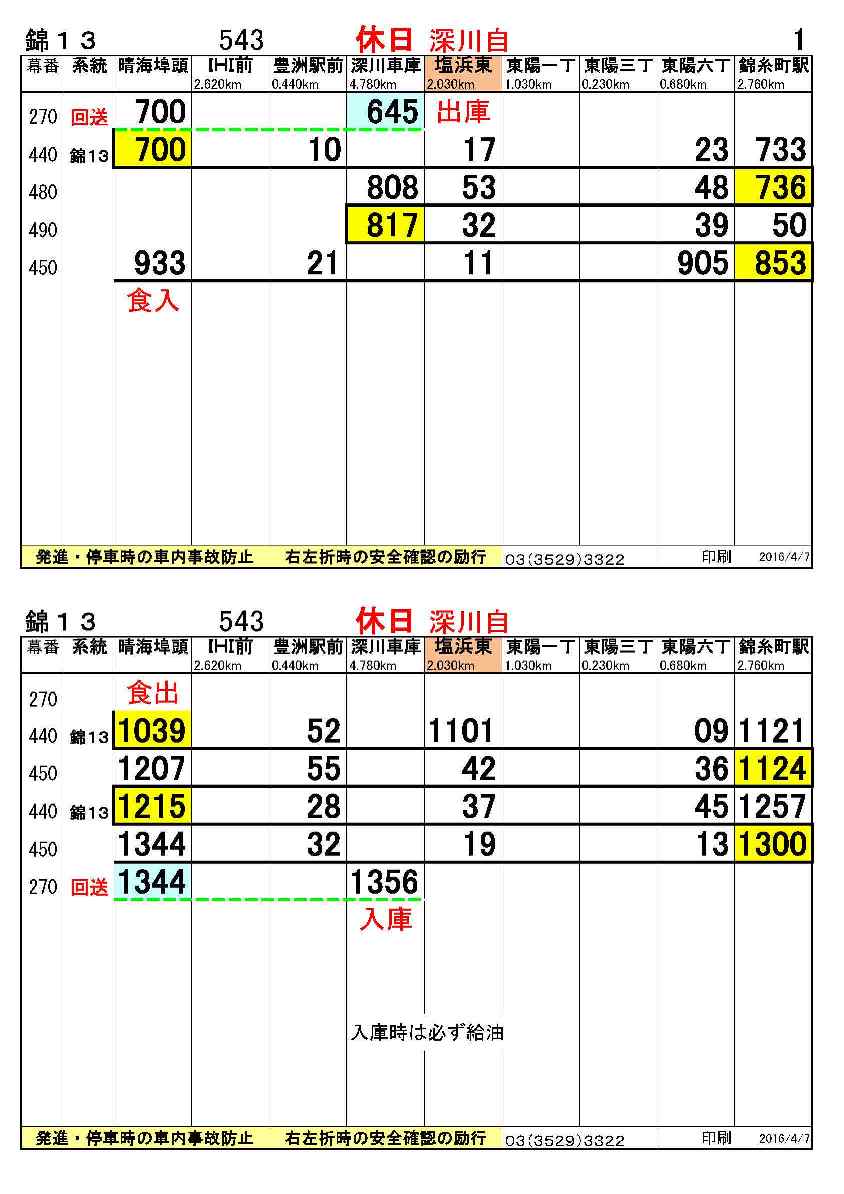 錦13 543 休日 深川自 1
幕番 系統 晴海埠頭 IHI前 豊洲駅前 深川車庫 塩浜東 東陽一丁 東陽三丁 東陽六丁 錦糸町駅
2.620km 0.440km 4.780km 2.030km 1.030km 0.230km 0.680km 2.760km
270 回送 700 645 出庫
440 錦13 700 10 17 23 733
480 808 53 48 736
490 817 32 39 50
450 933 21 11 905 853
食入
発進・停車時の車内事故防止 右左折時の安全確認の励行 03(3529)3322 印刷 2016/4/7
錦13 543 休日 深川自
幕番 系統 晴海埠頭 IHI前 豊洲駅前 深川車庫 塩浜東 東陽一丁 東陽三丁 東陽六丁 錦糸町駅
2.620km 0.440km 4.780km 2.030km 1.030km 0.230km 0.680km 2.760km
270 食出
440 錦13 1039 52 1101 09 1121
450 1207 55 42 36 1124
440 錦13 1215 28 37 45 1257
450 1344 32 19 13 1300
270 回送 1344 1356
入庫
入庫時は必ず給油
発進・停車時の車内事故防止 右左折時の安全確認の励行 03(3529)3322 印刷 2016/4/7